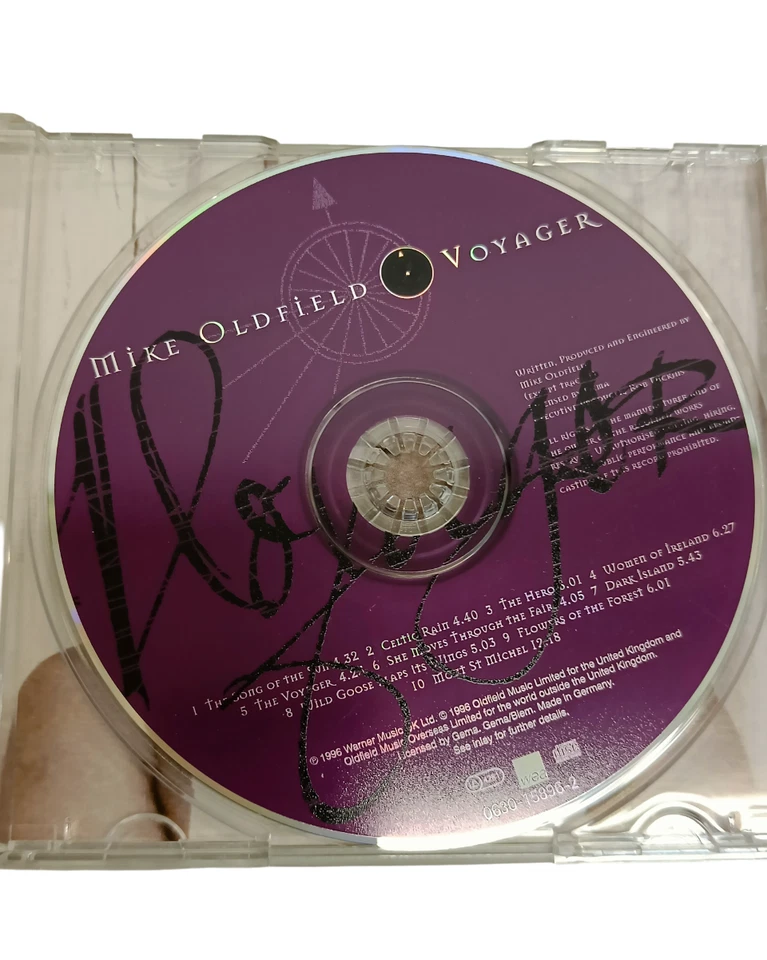 MiKE OLDFiELD VOYAGER
WRITTEN, PRODUCED AND ENGINEERED BY
MIKE OLDFIELD
Voyager
1 THE SONG OF THE SUN 4.32 2 CELTIC RAIN 4.40 3 THE HERO 5.01 4 WOMEN OF IRELAND 6.27
5 THE VOYAGER 4.2 6 SHE MOVES THROUGH THE FAIR 4.05 7 DARK ISLAND 5.43
8 WILD GOOSE FLAPS ITS WINGS 5.03 9 FLOWERS OF THE FOREST 6.01
10 MONT ST MICHEL 12.18
℗ 1996 Warner Music UK Ltd. © 1996 Oldfield Music Limited for the United Kingdom and
Oldfield Music Overseas Limited for the world outside the United Kingdom.
Licensed by Gema. Gema/Biem. Made in Germany.
See inlay for further details.
wea
0630-15896-2